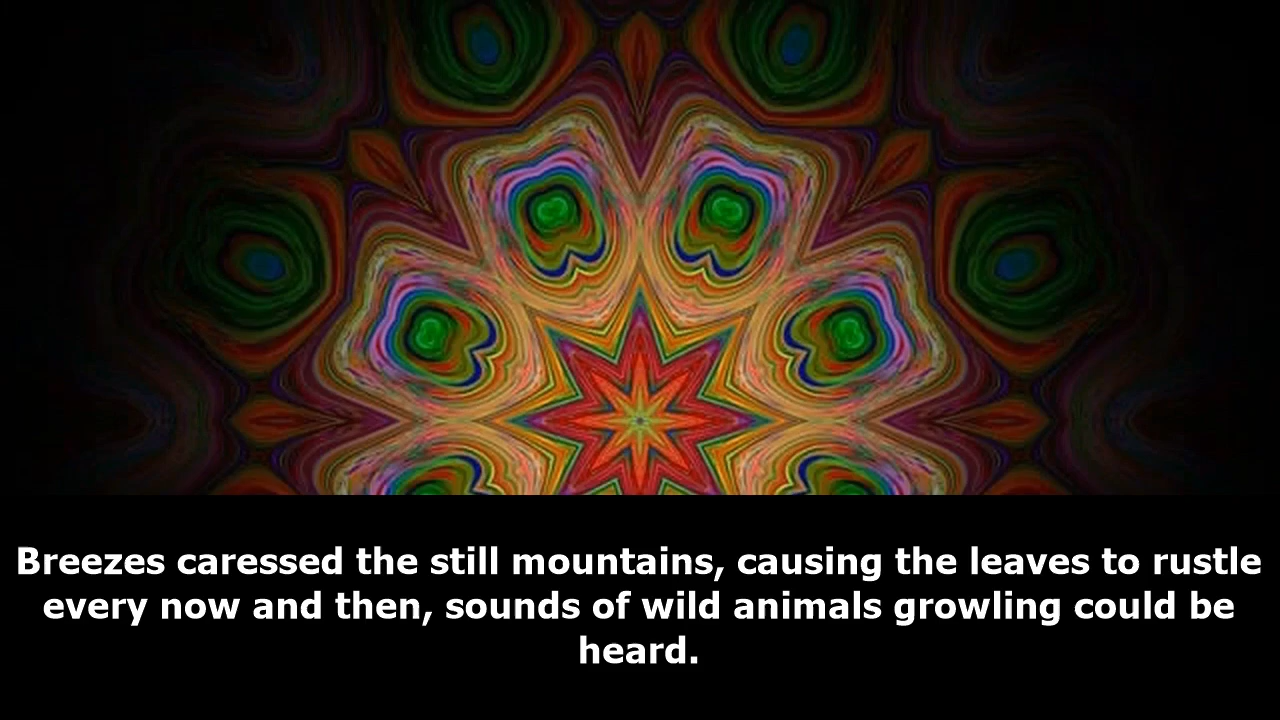 Breezes caressed the still mountains, causing the leaves to rustle
every now and then, sounds of wild animals growling could be
heard.